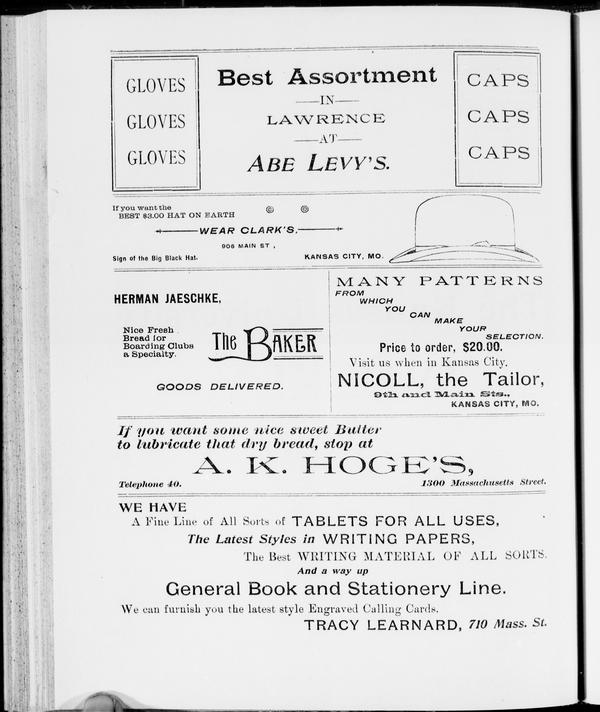 GLOVES
GLOVES
GLOVES
Best Assortment
—IN—
LAWRENCE
—AT—
ABE LEVY'S.
CAPS
CAPS
CAPS
If you want the
BEST $3.00 HAT ON EARTH
WEAR CLARK'S.
906 MAIN ST,
Sign of the Big Black Hat.
KANSAS CITY, MO.
HERMAN JAESCHKE,
Nice Fresh
Bread for
Boarding Clubs
a Specialty.
The BAKER
GOODS DELIVERED.
MANY PATTERNS
FROM
WHICH
YOU
CAN
MAKE
YOUR
SELECTION.
Price to order, $20.00.
Visit us when in Kansas City.
NICOLL, the Tailor,
9th and Main Sts.,
KANSAS CITY, MO.
If you want some nice sweet Butter
to lubricate that dry bread, stop at
A. K. HOGE'S,
Telephone 40. 1300 Massachusetts Street.
WE HAVE
A Fine Line of All Sorts of TABLETS FOR ALL USES,
The Latest Styles in WRITING PAPERS,
The Best WRITING MATERIAL OF ALL SORTS.
And a way up
General Book and Stationery Line.
We can furnish you the latest style Engraved Calling Cards.
TRACY LEARNARD, 710 Mass. St.